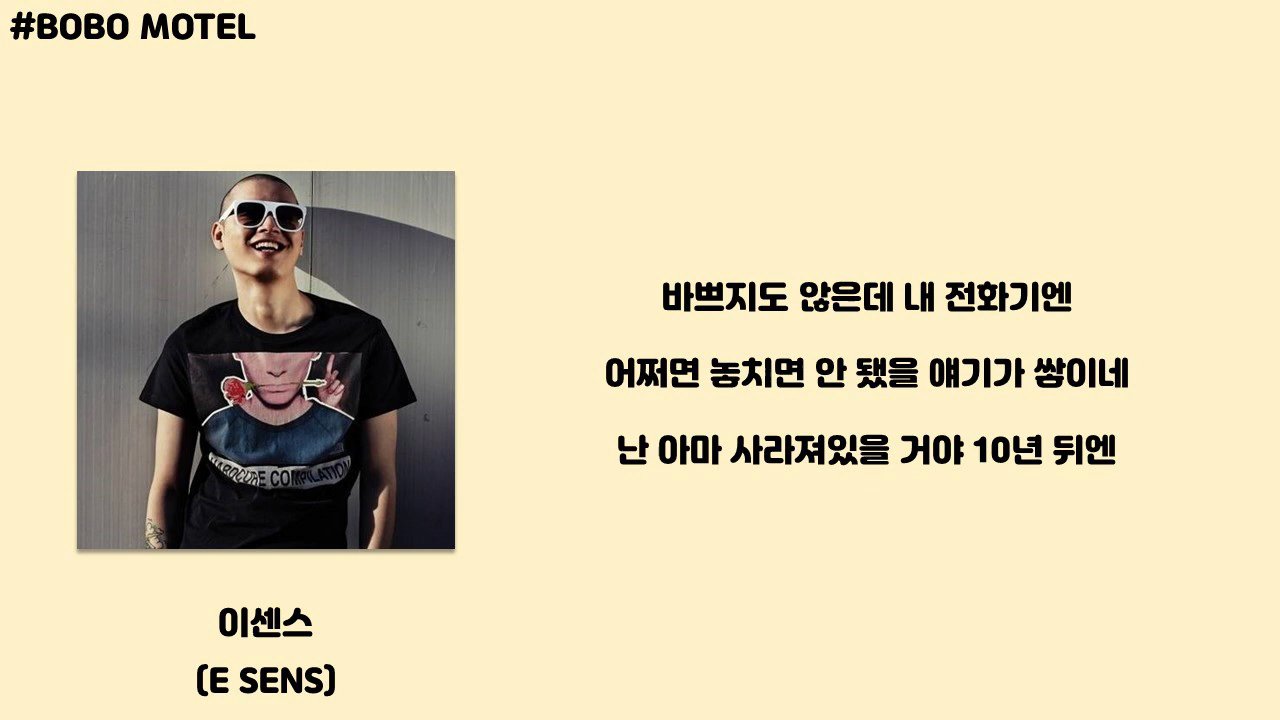 #BOBO MOTEL
바쁘지도 않은데 내 전화기엔
어쩌면 놓치면 안 됐을 얘기가 쌓이네
난 아마 사라져있을 거야 10년 뒤엔
HARDCORE COMPILATION
이센스
(E SENS)